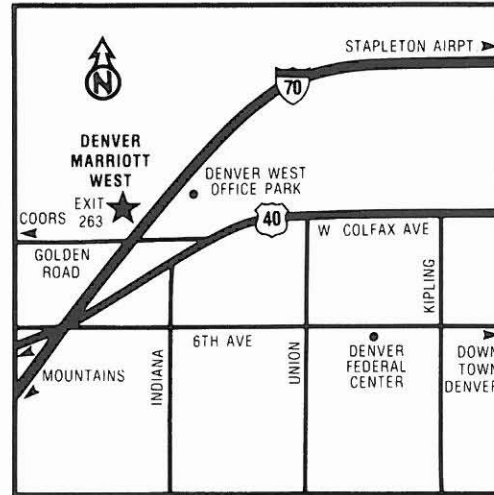 STAPLETON AIRPT.
N
70
DENVER
MARRIOTT
WEST
EXIT
263
DENVER WEST
OFFICE PARK
COORS
40
W COLFAX AVE
GOLDEN
ROAD
KIPLING
6TH AVE
INDIANA
UNION
DENVER
FEDERAL
CENTER
DOWN
TOWN
DENVER
MOUNTAINS